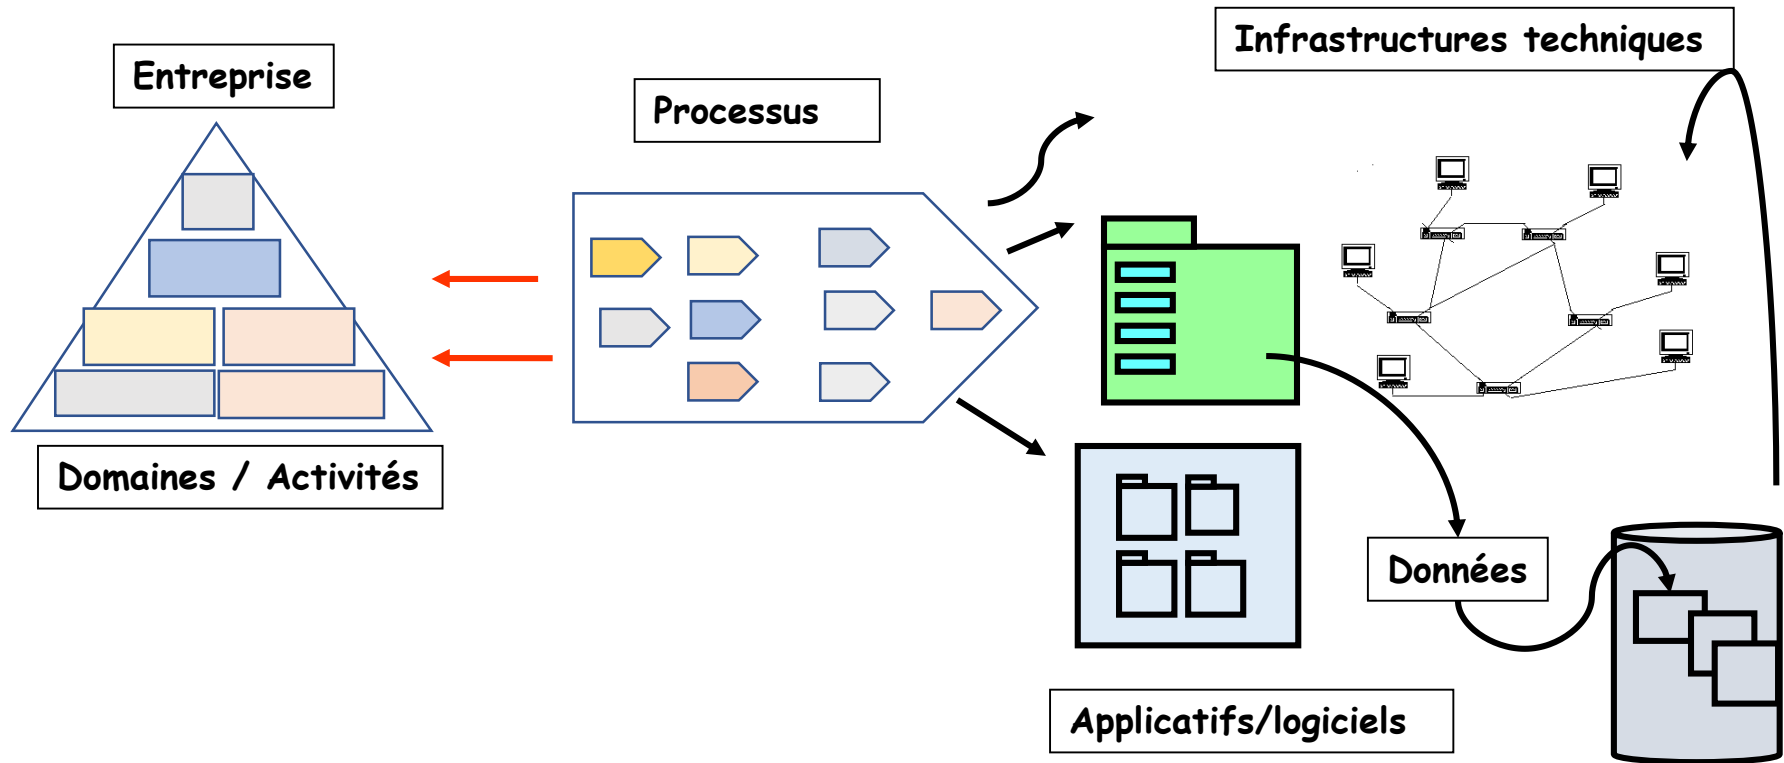 Infrastructures techniques
Entreprise
Processus
Domaines / Activités
Données
Applicatifs/logiciels